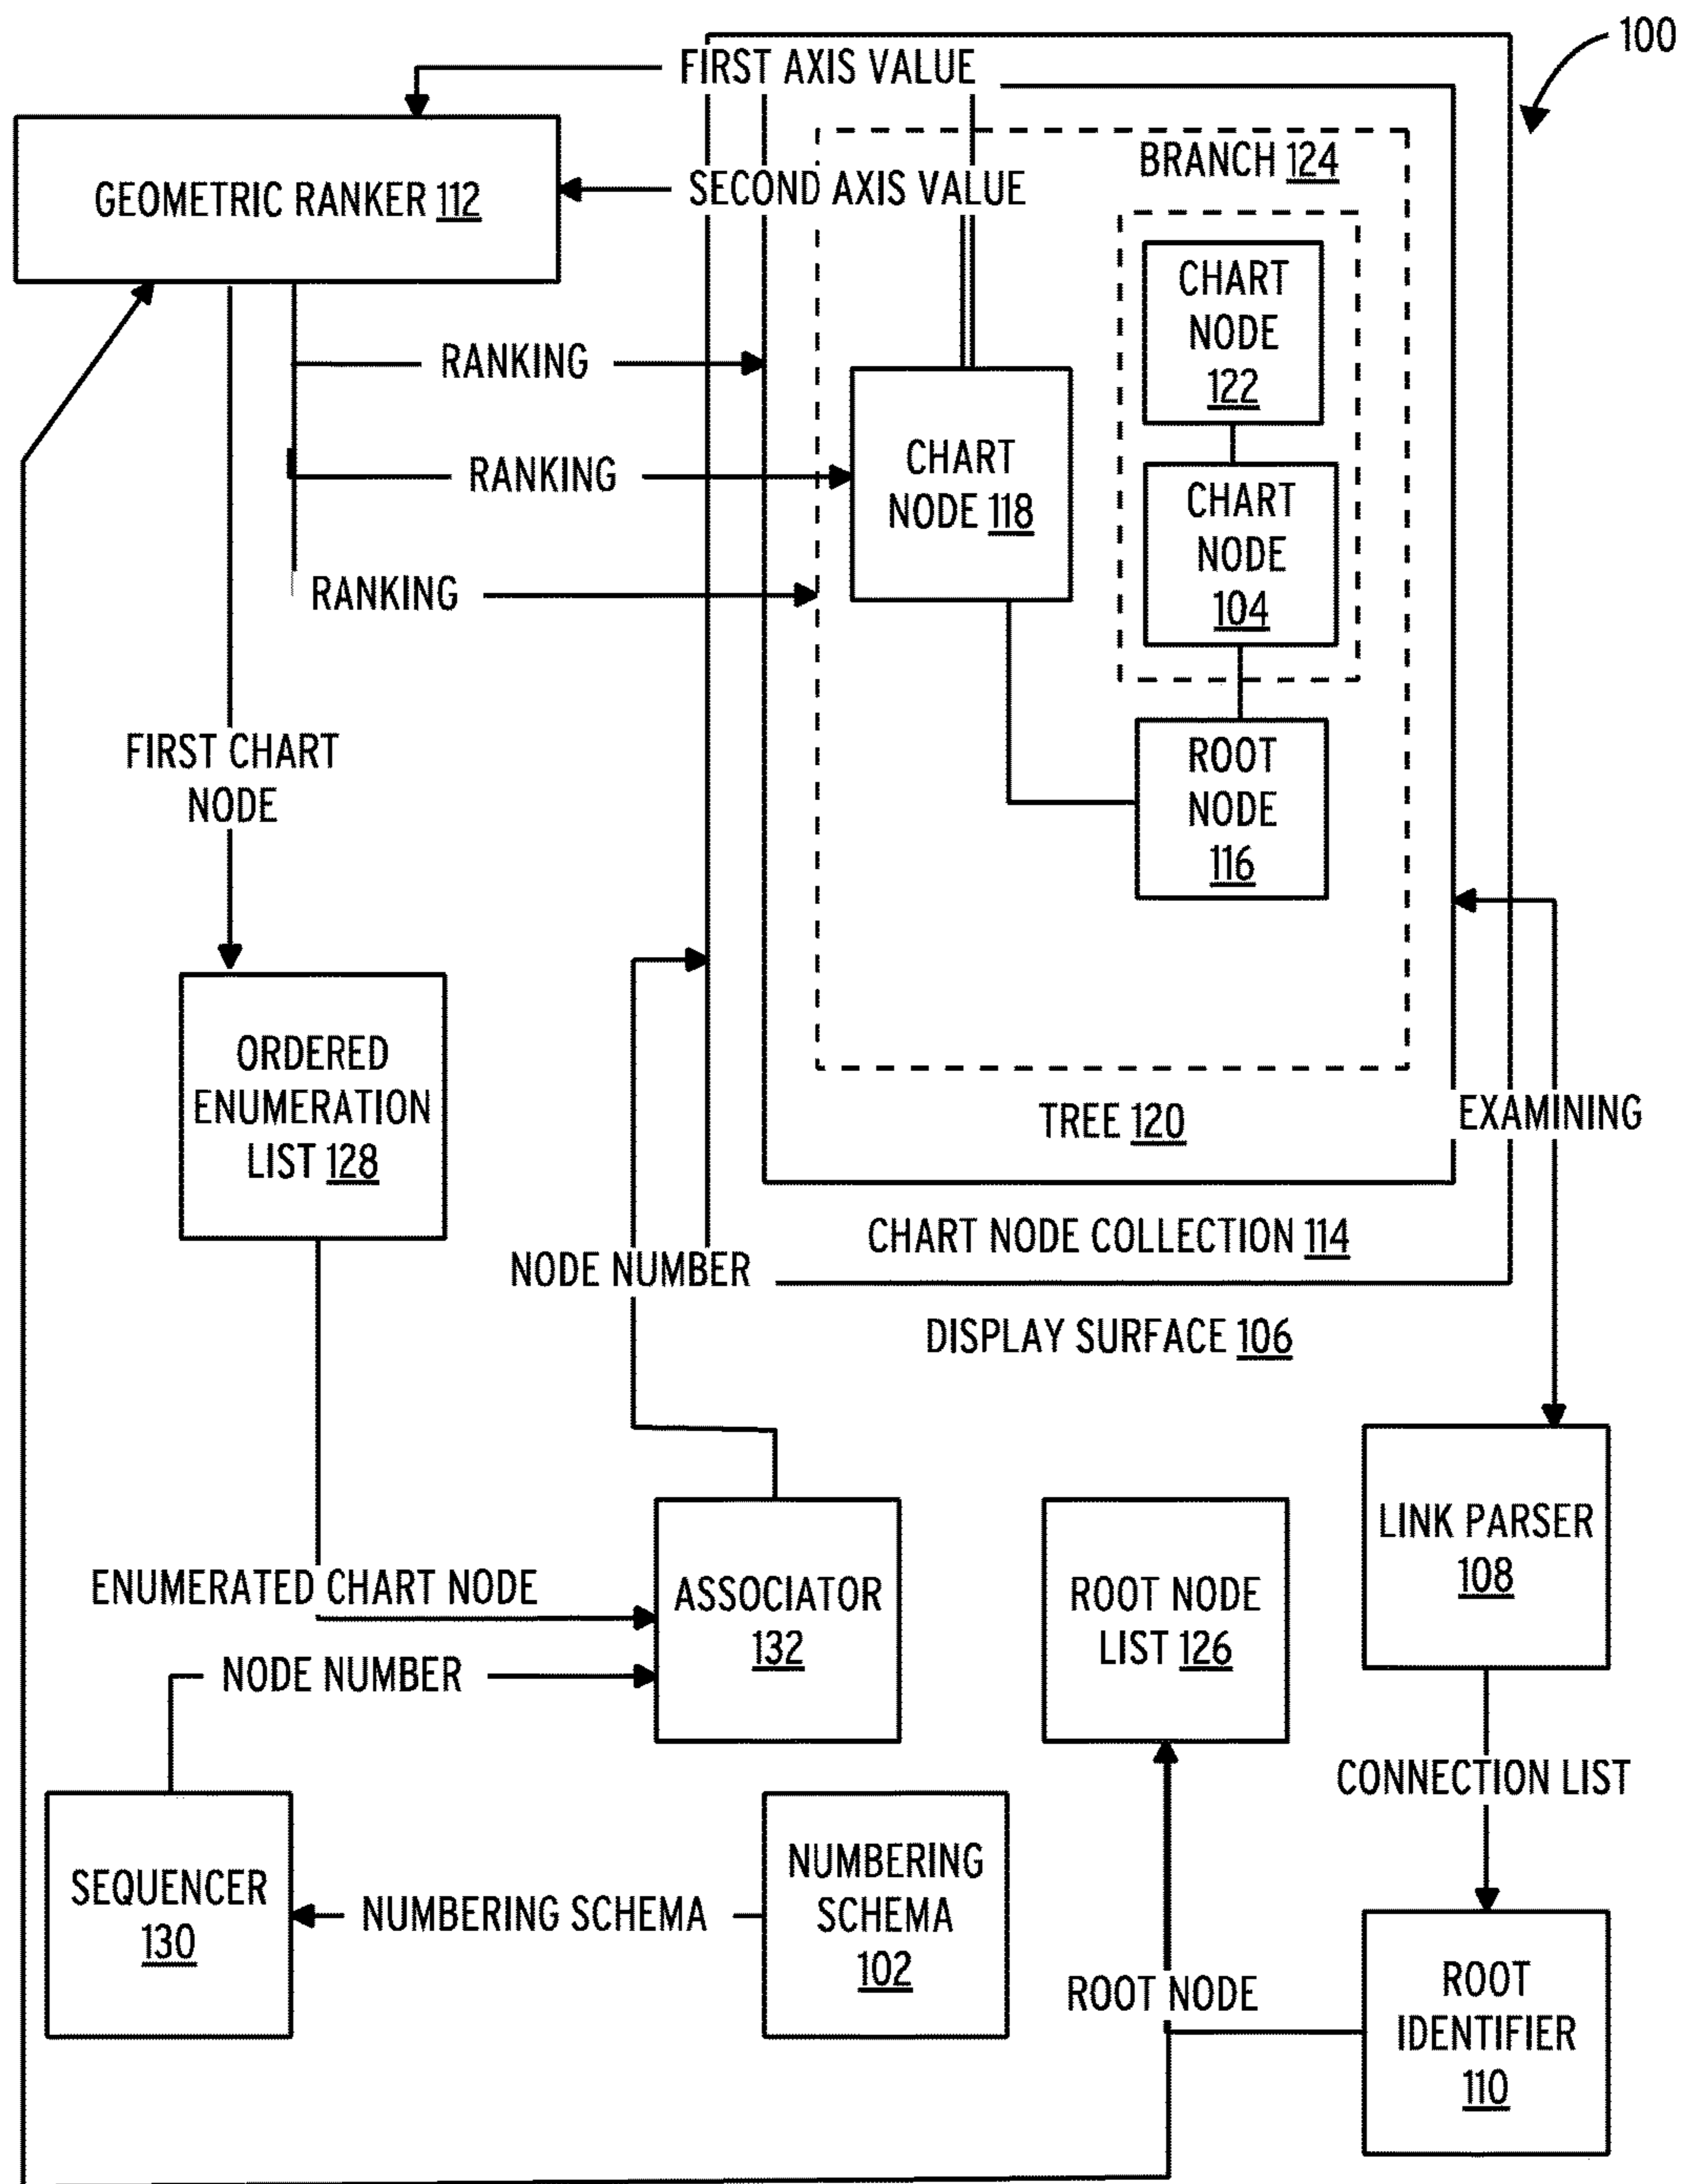 100
FIRST AXIS VALUE
BRANCH 124
GEOMETRIC RANKER 112
SECOND AXIS VALUE
CHART
NODE
122
RANKING
RANKING
CHART
NODE 118
CHART
NODE
104
RANKING
FIRST CHART
NODE
ROOT
NODE
116
ORDERED
ENUMERATION
LIST 128
TREE 120
EXAMINING
CHART NODE COLLECTION 114
NODE NUMBER
DISPLAY SURFACE 106
LINK PARSER
108
ENUMERATED CHART NODE
ASSOCIATOR
132
ROOT NODE
LIST 126
NODE NUMBER
CONNECTION LIST
SEQUENCER
130
NUMBERING SCHEMA
NUMBERING
SCHEMA
102
ROOT NODE
ROOT
IDENTIFIER
110